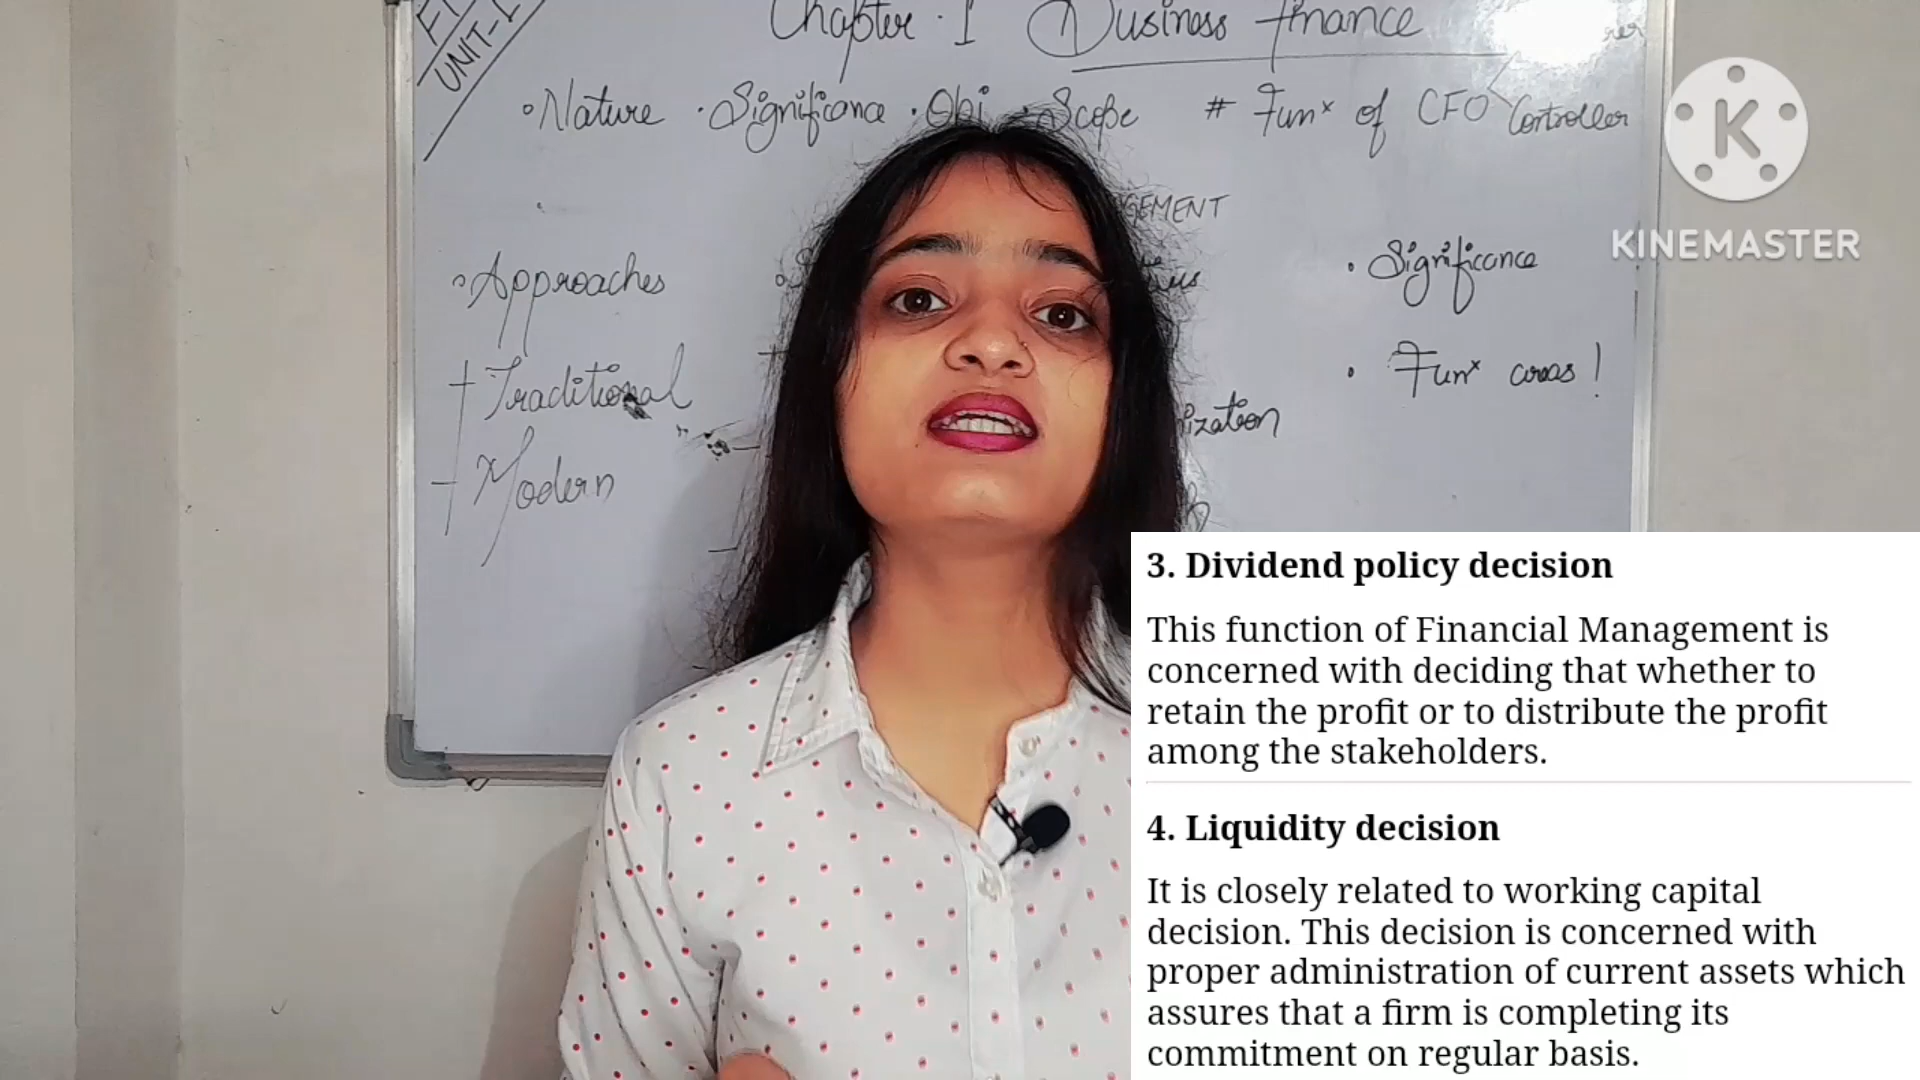 UNIT-I
Chapter · I Business finance
Nature · Significance · Obj · Scope # Funˣ of CFO Controller
GEMENT
Approaches
· Significance
Traditional
· Funˣ areas !
ization
Modern
K
KINEMASTER
3. Dividend policy decision
This function of Financial Management is
concerned with deciding that whether to
retain the profit or to distribute the profit
among the stakeholders.
4. Liquidity decision
It is closely related to working capital
decision. This decision is concerned with
proper administration of current assets which
assures that a firm is completing its
commitment on regular basis.